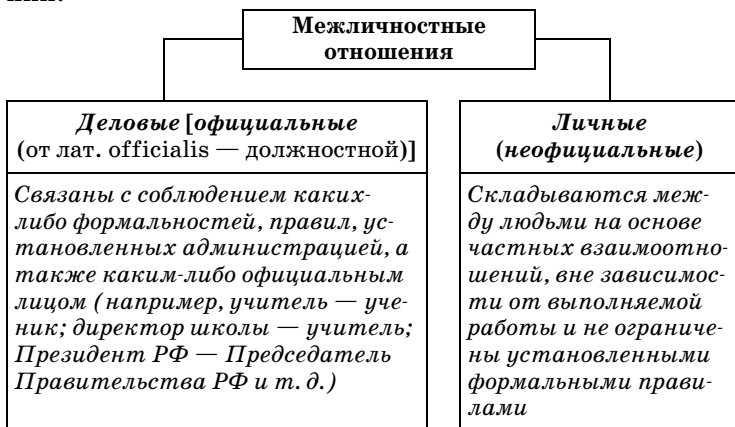 Межличностные
отношения
Деловые [официальные
(от лат. officialis — должностной)]
Связаны с соблюдением каких-
либо формальностей, правил, ус-
тановленных администрацией, а
также каким-либо официальным
лицом (например, учитель — уче-
ник; директор школы — учитель;
Президент РФ — Председатель
Правительства РФ и т. д.)
Личные
(неофициальные)
Складываются меж-
ду людьми на основе
частных взаимоотно-
шений, вне зависимос-
ти от выполняемой
работы и не ограниче-
ны установленными
формальными прави-
лами